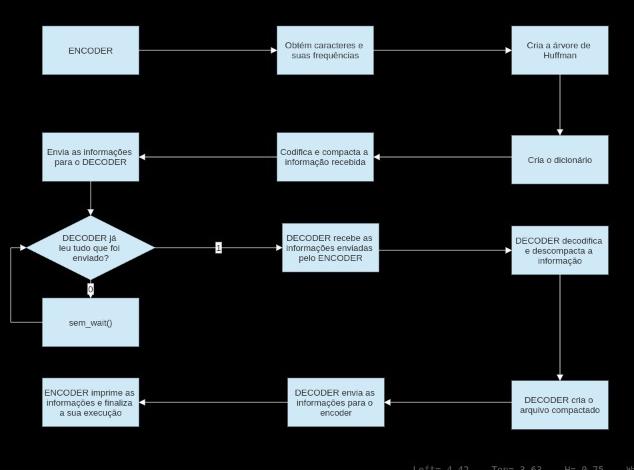 ENCODER
Obtém caracteres e
suas frequências
Cria a árvore de
Huffman
Envia as informações
para o DECODER
Codifica e compacta a
informação recebida
Cria o dicionário
DECODER já
leu tudo que foi
enviado?
1
DECODER recebe as
informações enviadas
pelo ENCODER
DECODER decodifica
e descompacta a
informação
0
sem_wait()
ENCODER imprime as
informações e finaliza
a sua execução
DECODER envia as
informações para o
encoder
DECODER cria o
arquivo compactado